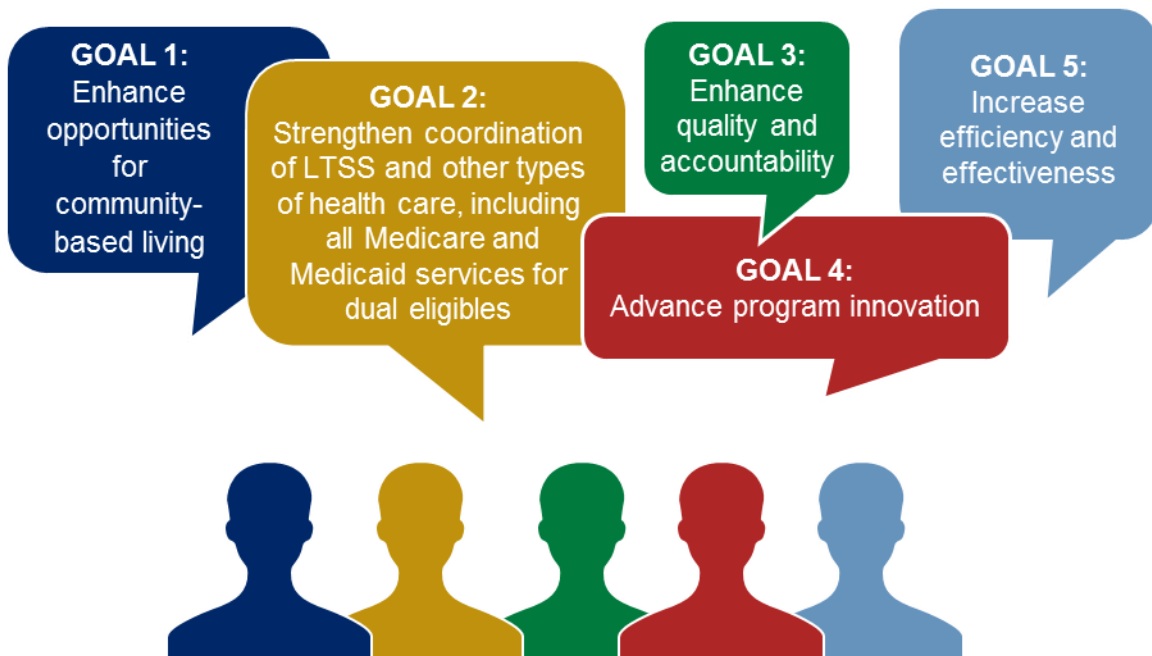 GOAL 1:
Enhance
opportunities
for
community-
based living
GOAL 2:
Strengthen coordination
of LTSS and other types
of health care, including
all Medicare and
Medicaid services for
dual eligibles
GOAL 3:
Enhance
quality and
accountability
GOAL 4:
Advance program innovation
GOAL 5:
Increase
efficiency and
effectiveness